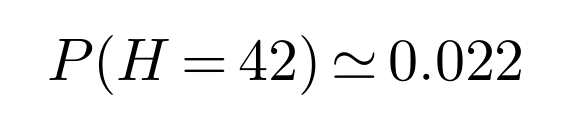 P(H = 42) ≃ 0.022